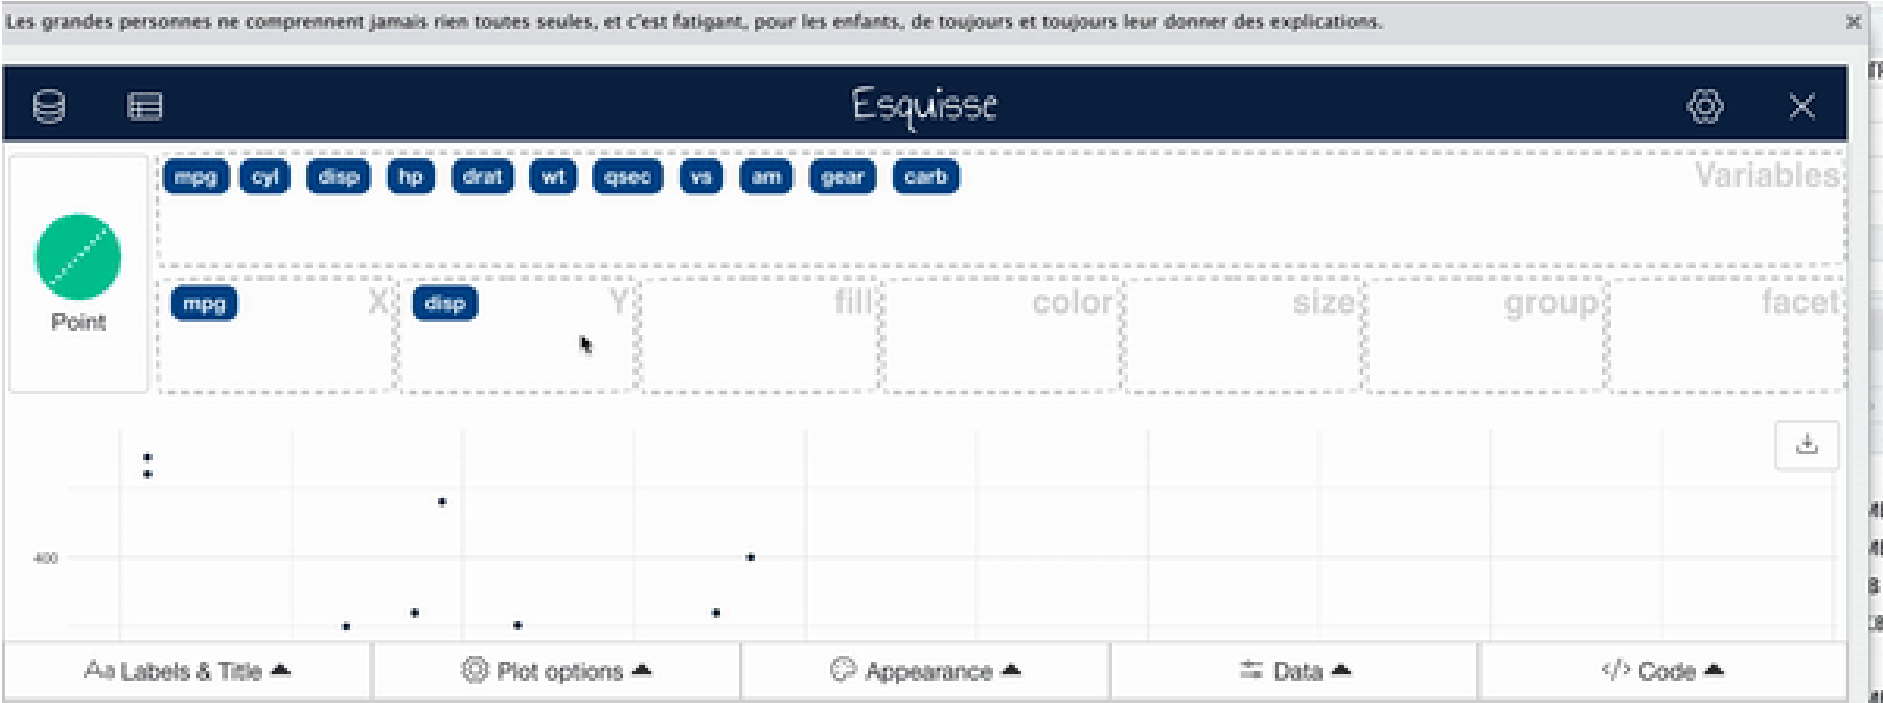 Les grandes personnes ne comprennent jamais rien toutes seules, et c'est fatigant, pour les enfants, de toujours et toujours leur donner des explications.
Esquisse
mpg cyl disp hp drat wt qsec vs am gear carb Variables
mpg X disp Y fill color size group facet
Point
400
Aa Labels & Title Plot options Appearance Data </> Code